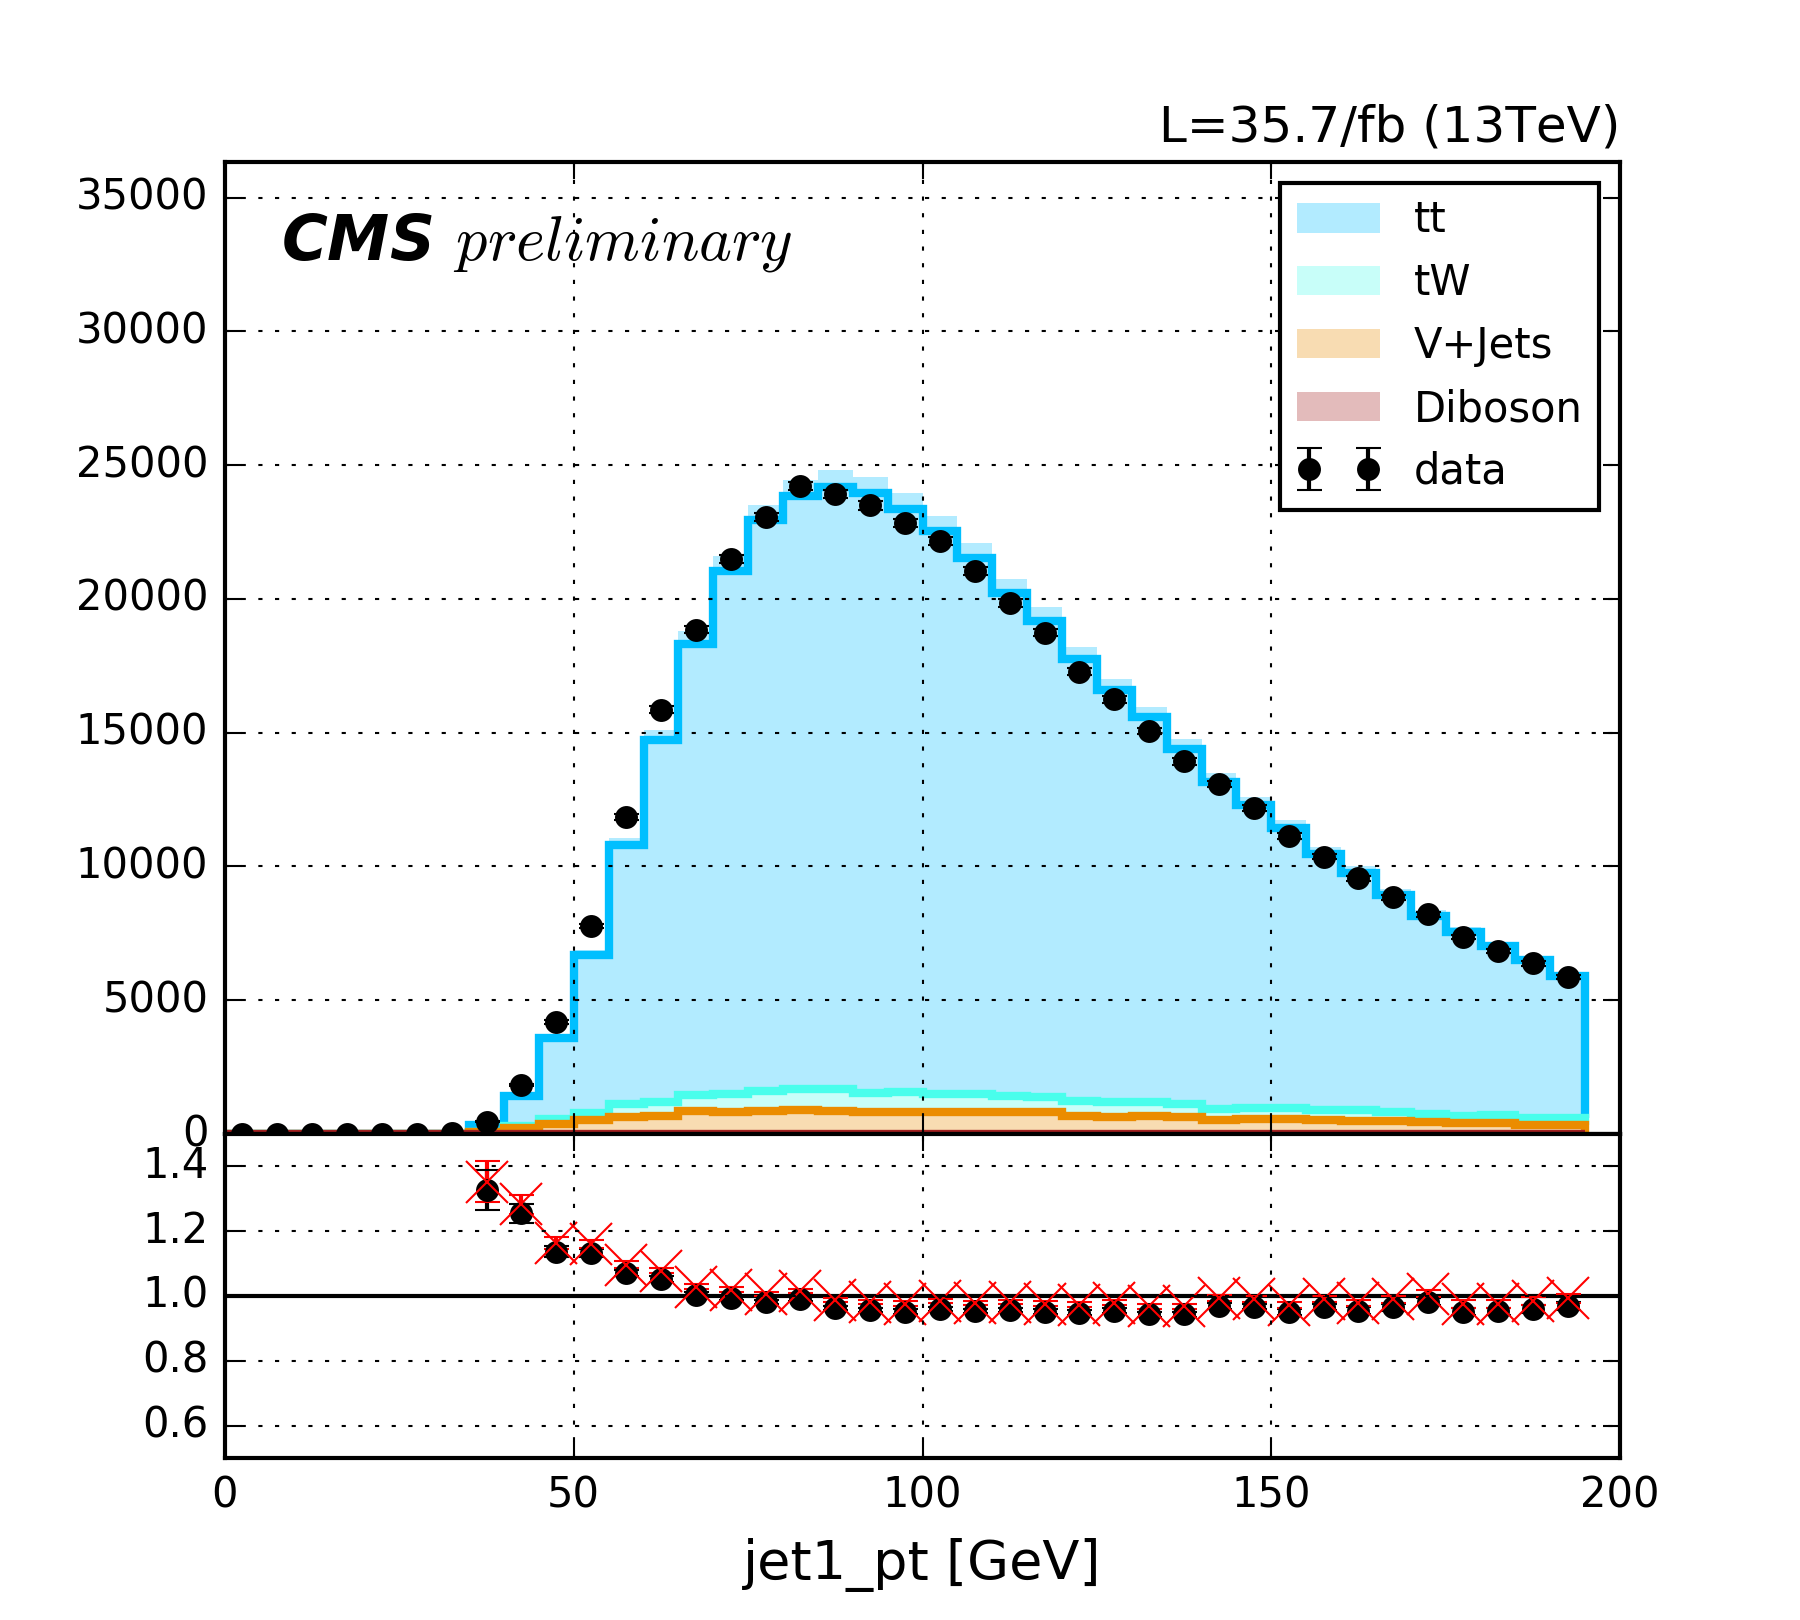 L=35.7/fb (13TeV)
35000
CMS preliminary
30000
25000
20000
15000
10000
5000
0
tt
tW
V+Jets
Diboson
data
1.4
1.2
1.0
0.8
0.6
0 50 100 150 200
jet1_pt [GeV]